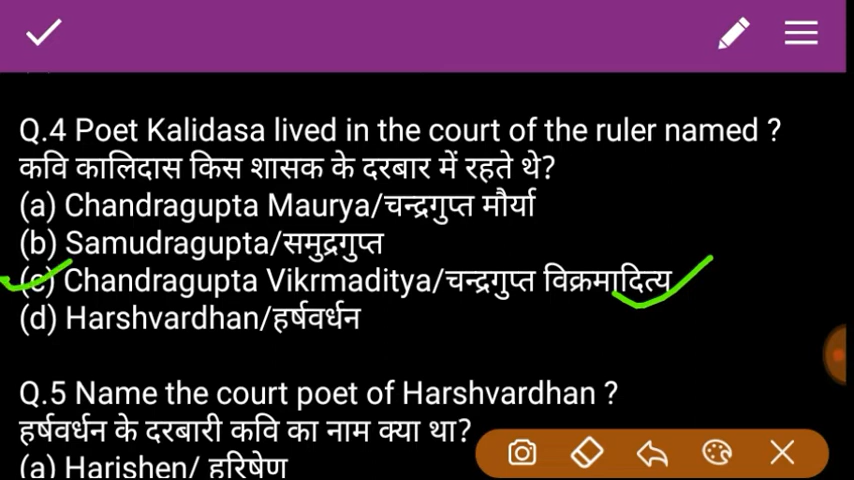 Q.4 Poet Kalidasa lived in the court of the ruler named ?
कवि कालिदास किस शासक के दरबार में रहते थे?
(a) Chandragupta Maurya/चन्द्रगुप्त मौर्या
(b) Samudragupta/समुद्रगुप्त
(c) Chandragupta Vikrmaditya/चन्द्रगुप्त विक्रमादित्य
(d) Harshvardhan/हर्षवर्धन
Q.5 Name the court poet of Harshvardhan ?
हर्षवर्धन के दरबारी कवि का नाम क्या था?
(a) Harishen/ हरिषेण